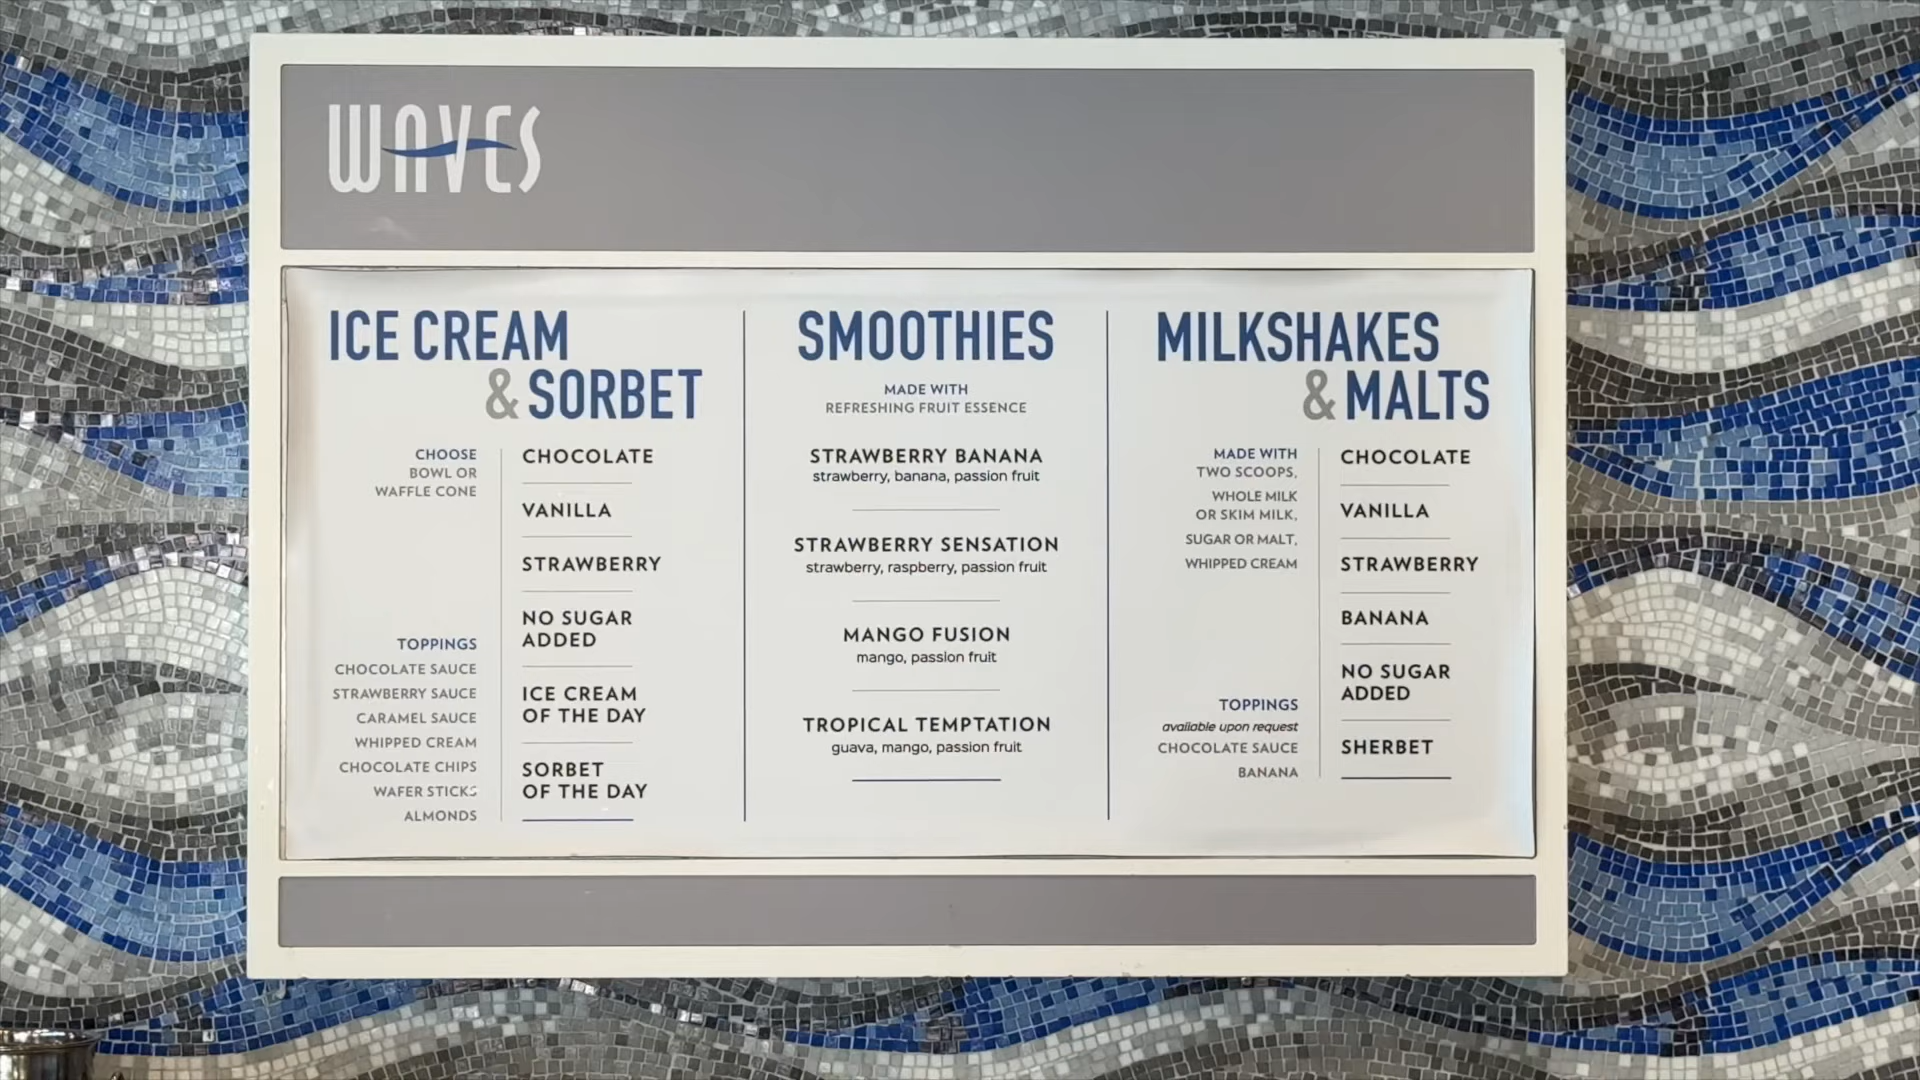 WAVES
ICE CREAM
& SORBET
CHOOSE
BOWL OR
WAFFLE CONE
TOPPINGS
CHOCOLATE SAUCE
STRAWBERRY SAUCE
CARAMEL SAUCE
WHIPPED CREAM
CHOCOLATE CHIPS
WAFER STICKS
ALMONDS
CHOCOLATE
VANILLA
STRAWBERRY
NO SUGAR
ADDED
ICE CREAM
OF THE DAY
SORBET
OF THE DAY
SMOOTHIES
MADE WITH
REFRESHING FRUIT ESSENCE
STRAWBERRY BANANA
strawberry, banana, passion fruit
STRAWBERRY SENSATION
strawberry, raspberry, passion fruit
MANGO FUSION
mango, passion fruit
TROPICAL TEMPTATION
guava, mango, passion fruit
MILKSHAKES
& MALTS
MADE WITH
TWO SCOOPS,
WHOLE MILK
OR SKIM MILK,
SUGAR OR MALT,
WHIPPED CREAM
TOPPINGS
available upon request
CHOCOLATE SAUCE
BANANA
CHOCOLATE
VANILLA
STRAWBERRY
BANANA
NO SUGAR
ADDED
SHERBET